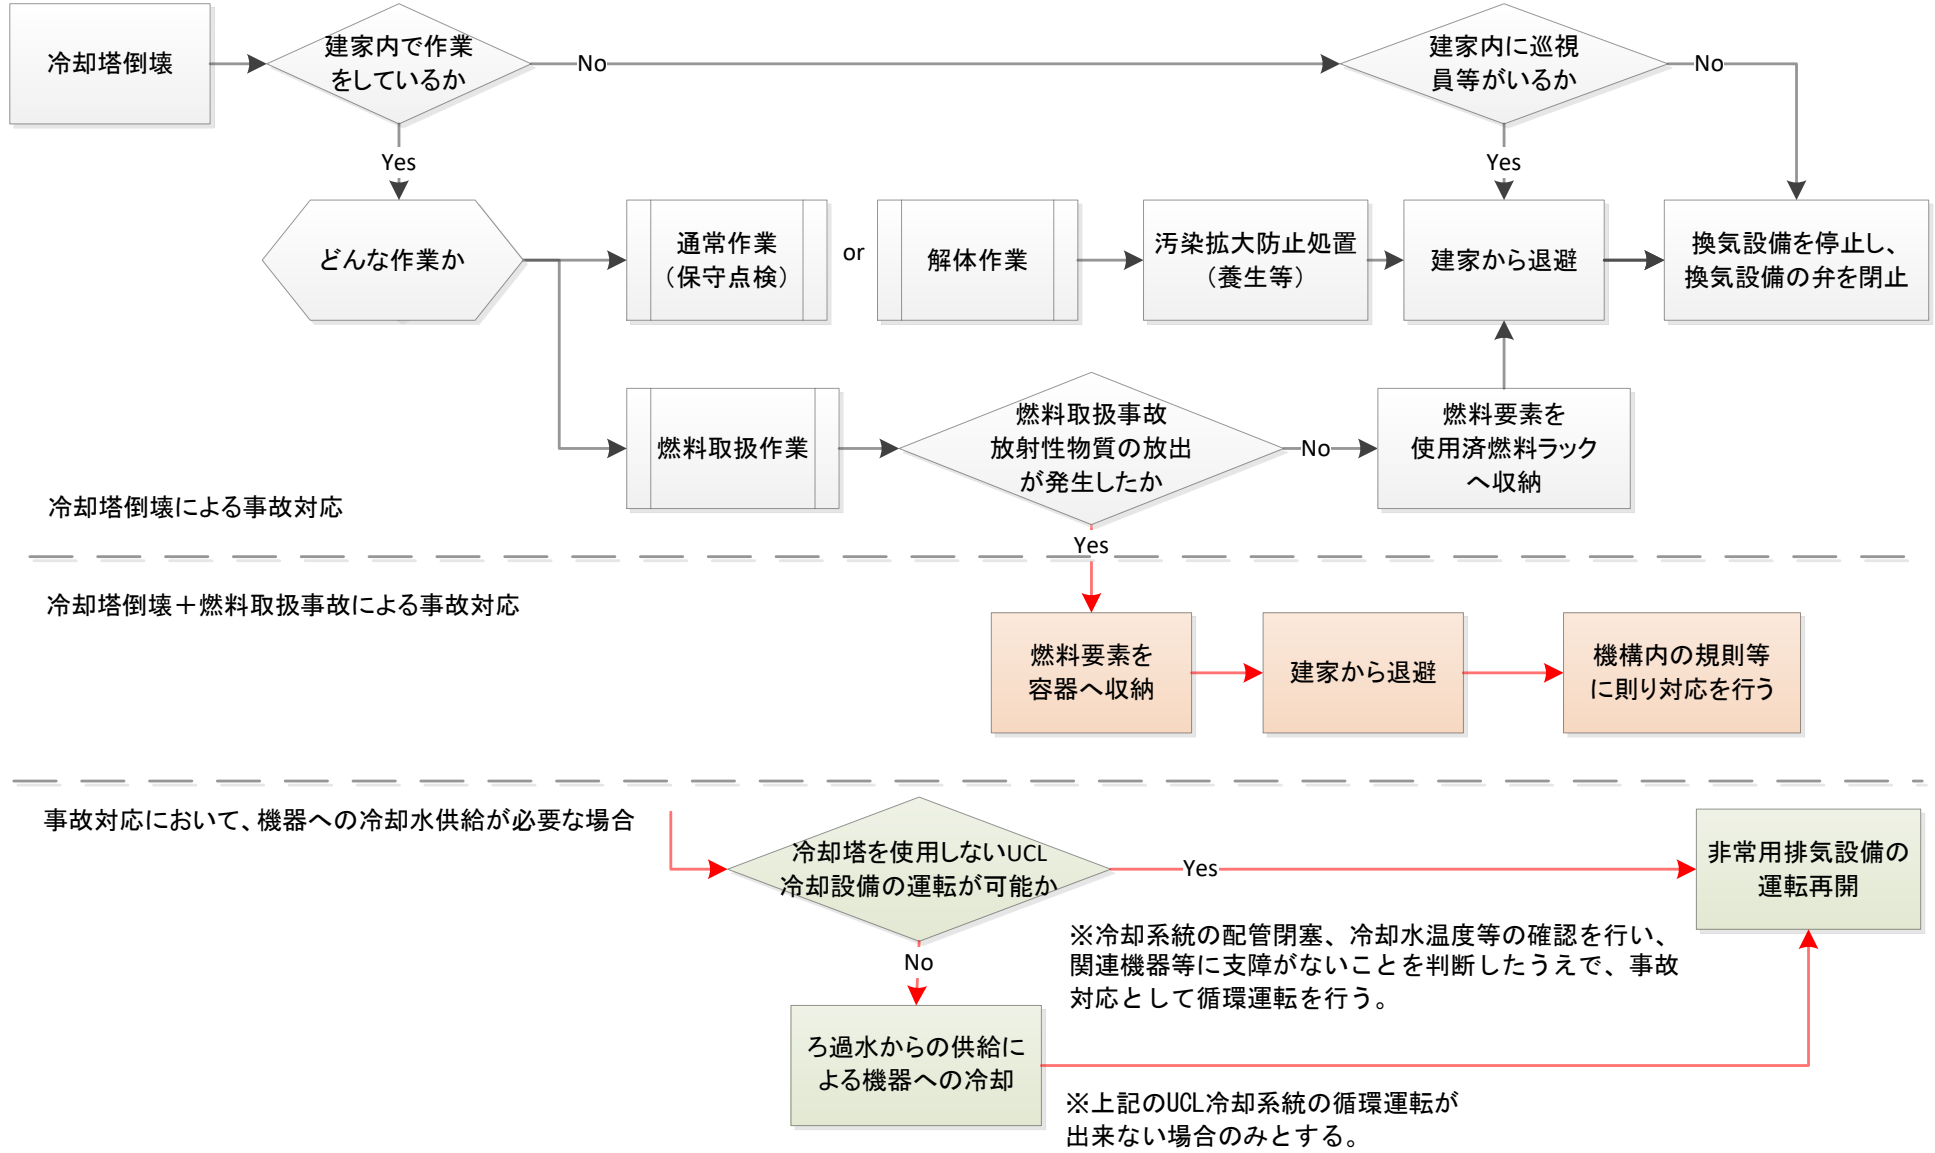 冷却塔倒壊
建家内で作業
をしているか
No
建家内に巡視
員等がいるか
No
Yes
Yes
どんな作業か
通常作業
（保守点検）
or
解体作業
汚染拡大防止処置
（養生等）
建家から退避
換気設備を停止し、
換気設備の弁を閉止
燃料取扱作業
燃料取扱事故
放射性物質の放出
が発生したか
No
燃料要素を
使用済燃料ラック
へ収納
冷却塔倒壊による事故対応
Yes
冷却塔倒壊＋燃料取扱事故による事故対応
燃料要素を
容器へ収納
建家から退避
機構内の規則等
に則り対応を行う
事故対応において、機器への冷却水供給が必要な場合
冷却塔を使用しないUCL
冷却設備の運転が可能か
Yes
非常用排気設備の
運転再開
※冷却系統の配管閉塞、冷却水温度等の確認を行い、
関連機器等に支障がないことを判断したうえで、事故
対応として循環運転を行う。
No
ろ過水からの供給に
よる機器への冷却
※上記のUCL冷却系統の循環運転が
出来ない場合のみとする。